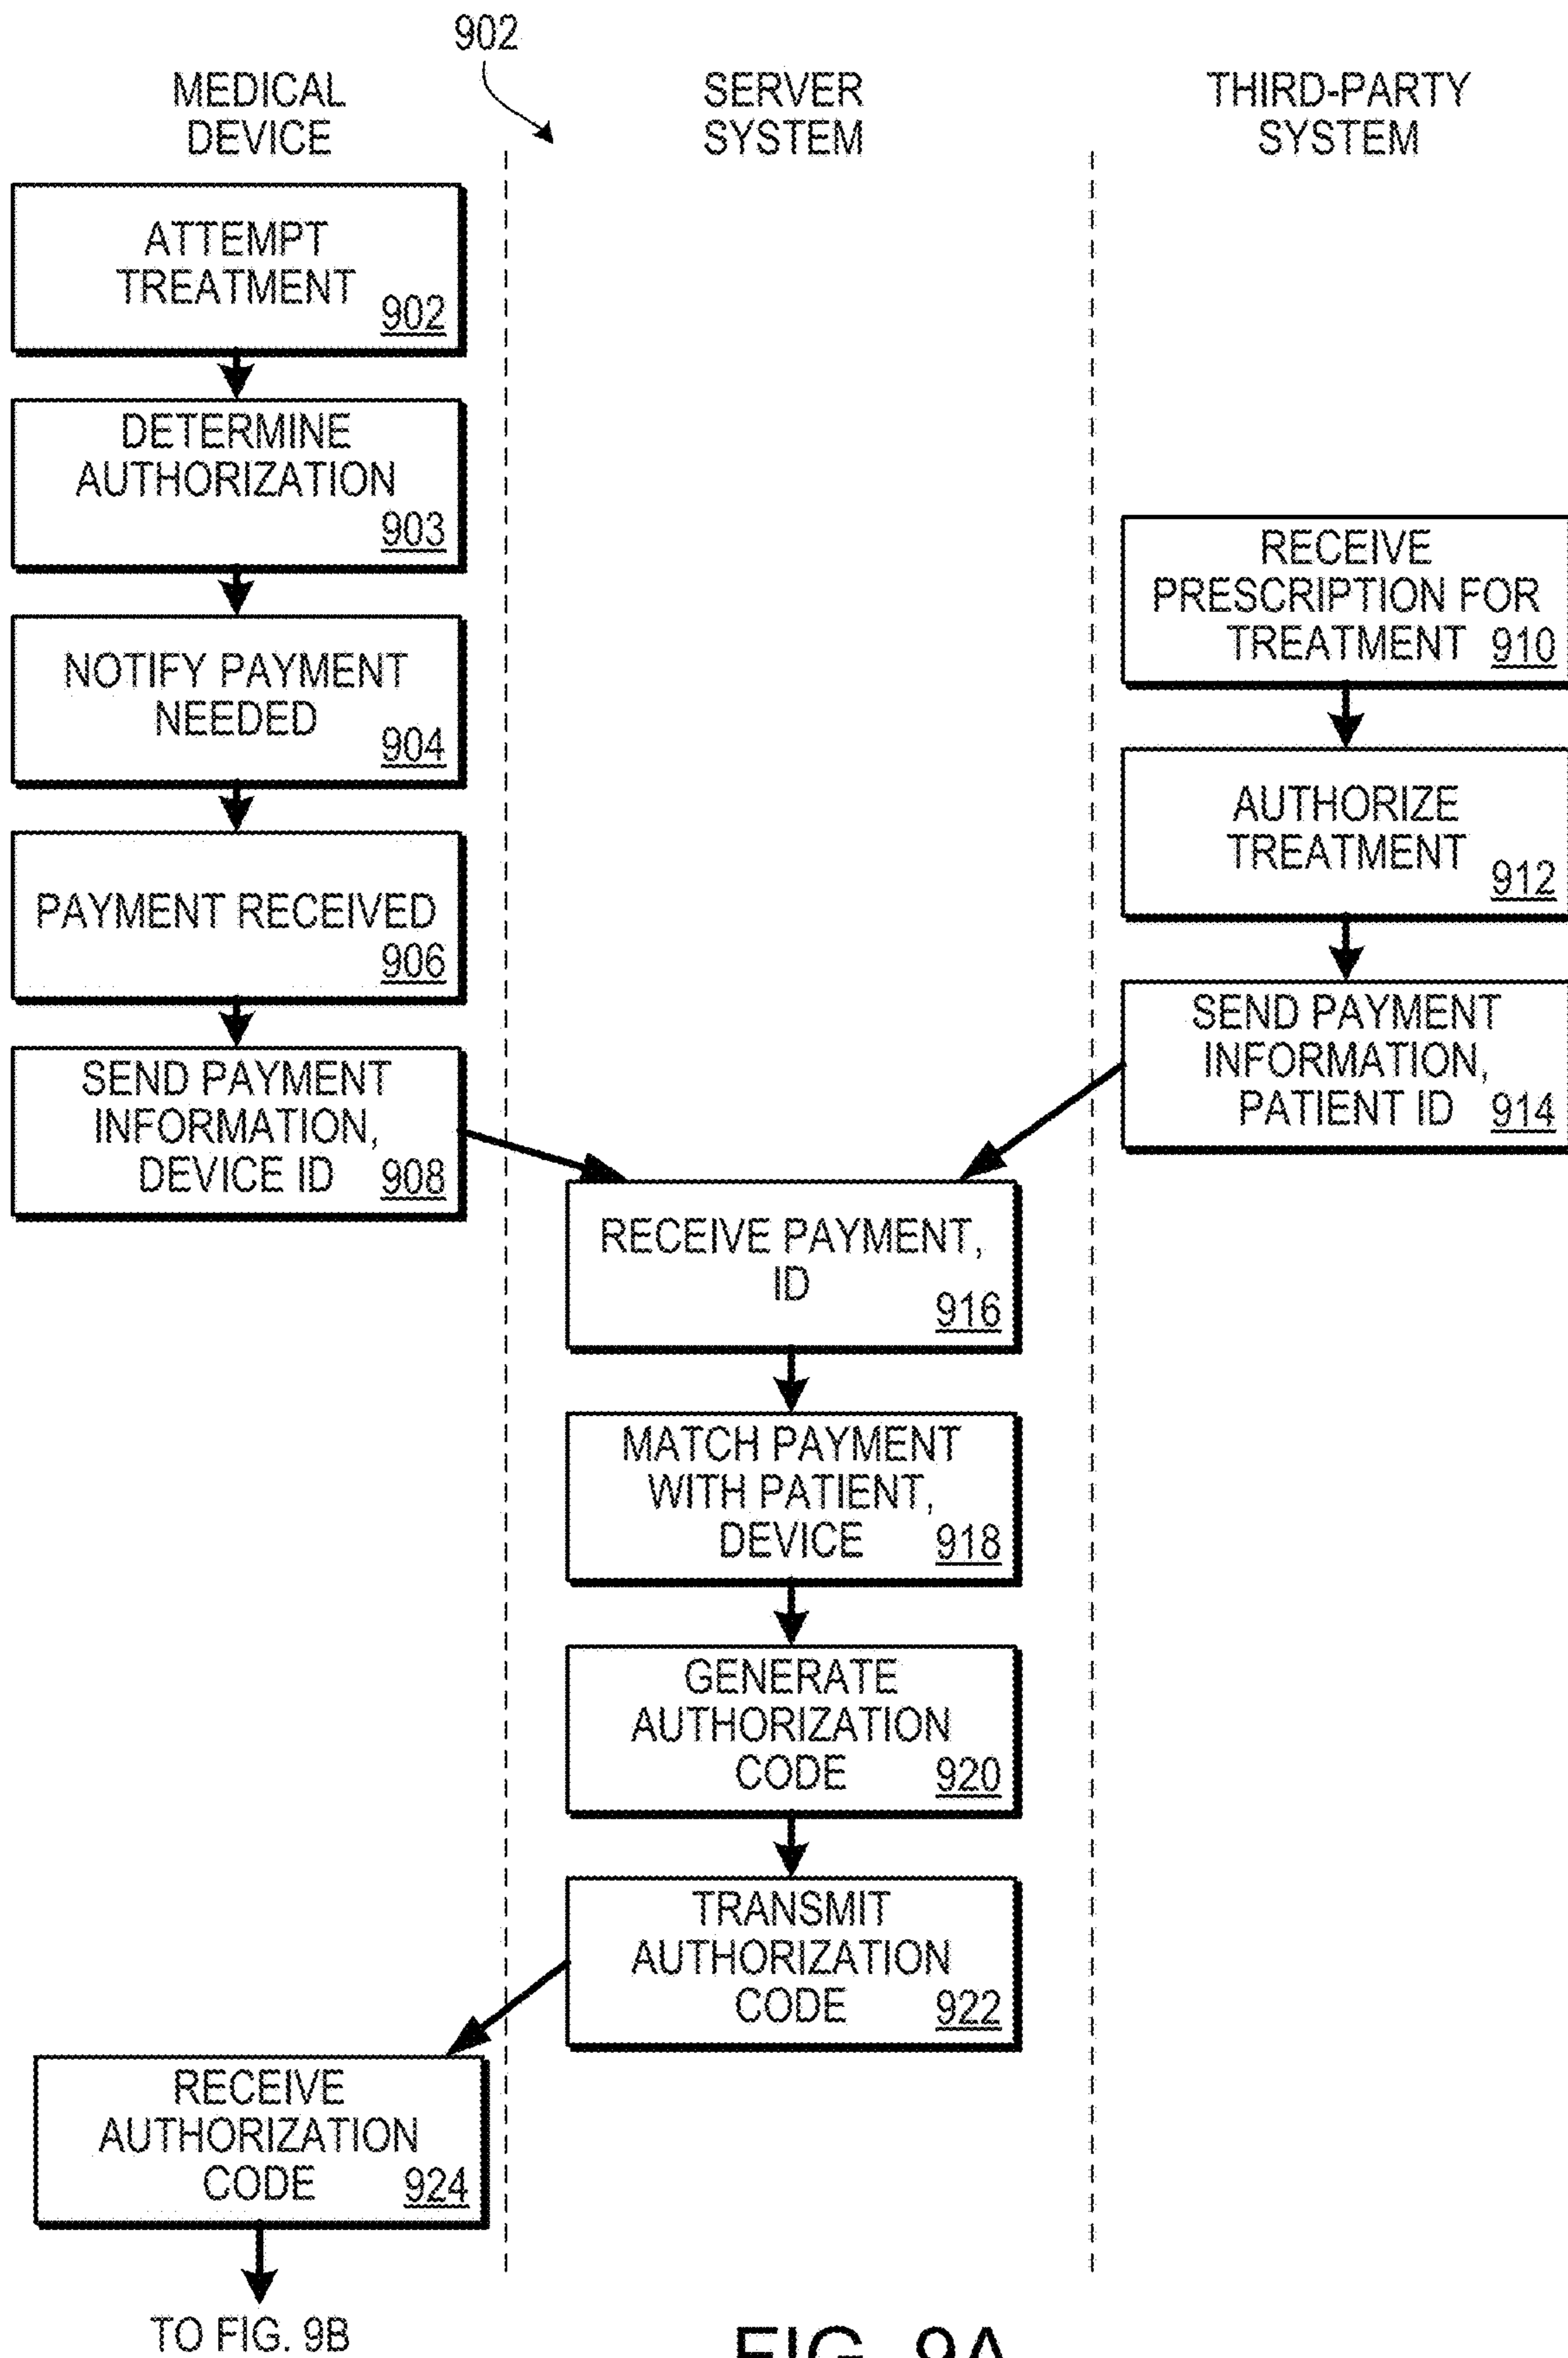 902
MEDICAL
DEVICE
SERVER
SYSTEM
THIRD-PARTY
SYSTEM
ATTEMPT
TREATMENT
902
DETERMINE
AUTHORIZATION
903
NOTIFY PAYMENT
NEEDED
904
PAYMENT RECEIVED
906
SEND PAYMENT
INFORMATION,
DEVICE ID 908
RECEIVE
PRESCRIPTION FOR
TREATMENT 910
AUTHORIZE
TREATMENT
912
SEND PAYMENT
INFORMATION,
PATIENT ID 914
RECEIVE PAYMENT,
ID
916
MATCH PAYMENT
WITH PATIENT,
DEVICE 918
GENERATE
AUTHORIZATION
CODE 920
TRANSMIT
AUTHORIZATION
CODE 922
RECEIVE
AUTHORIZATION
CODE 924
TO FIG. 9B
FIG. 9A